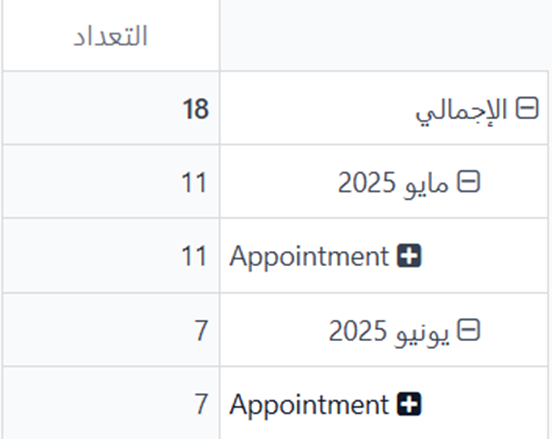 التعداد
الإجمالي 18
مايو 2025 11
Appointment 11
يونيو 2025 7
Appointment 7